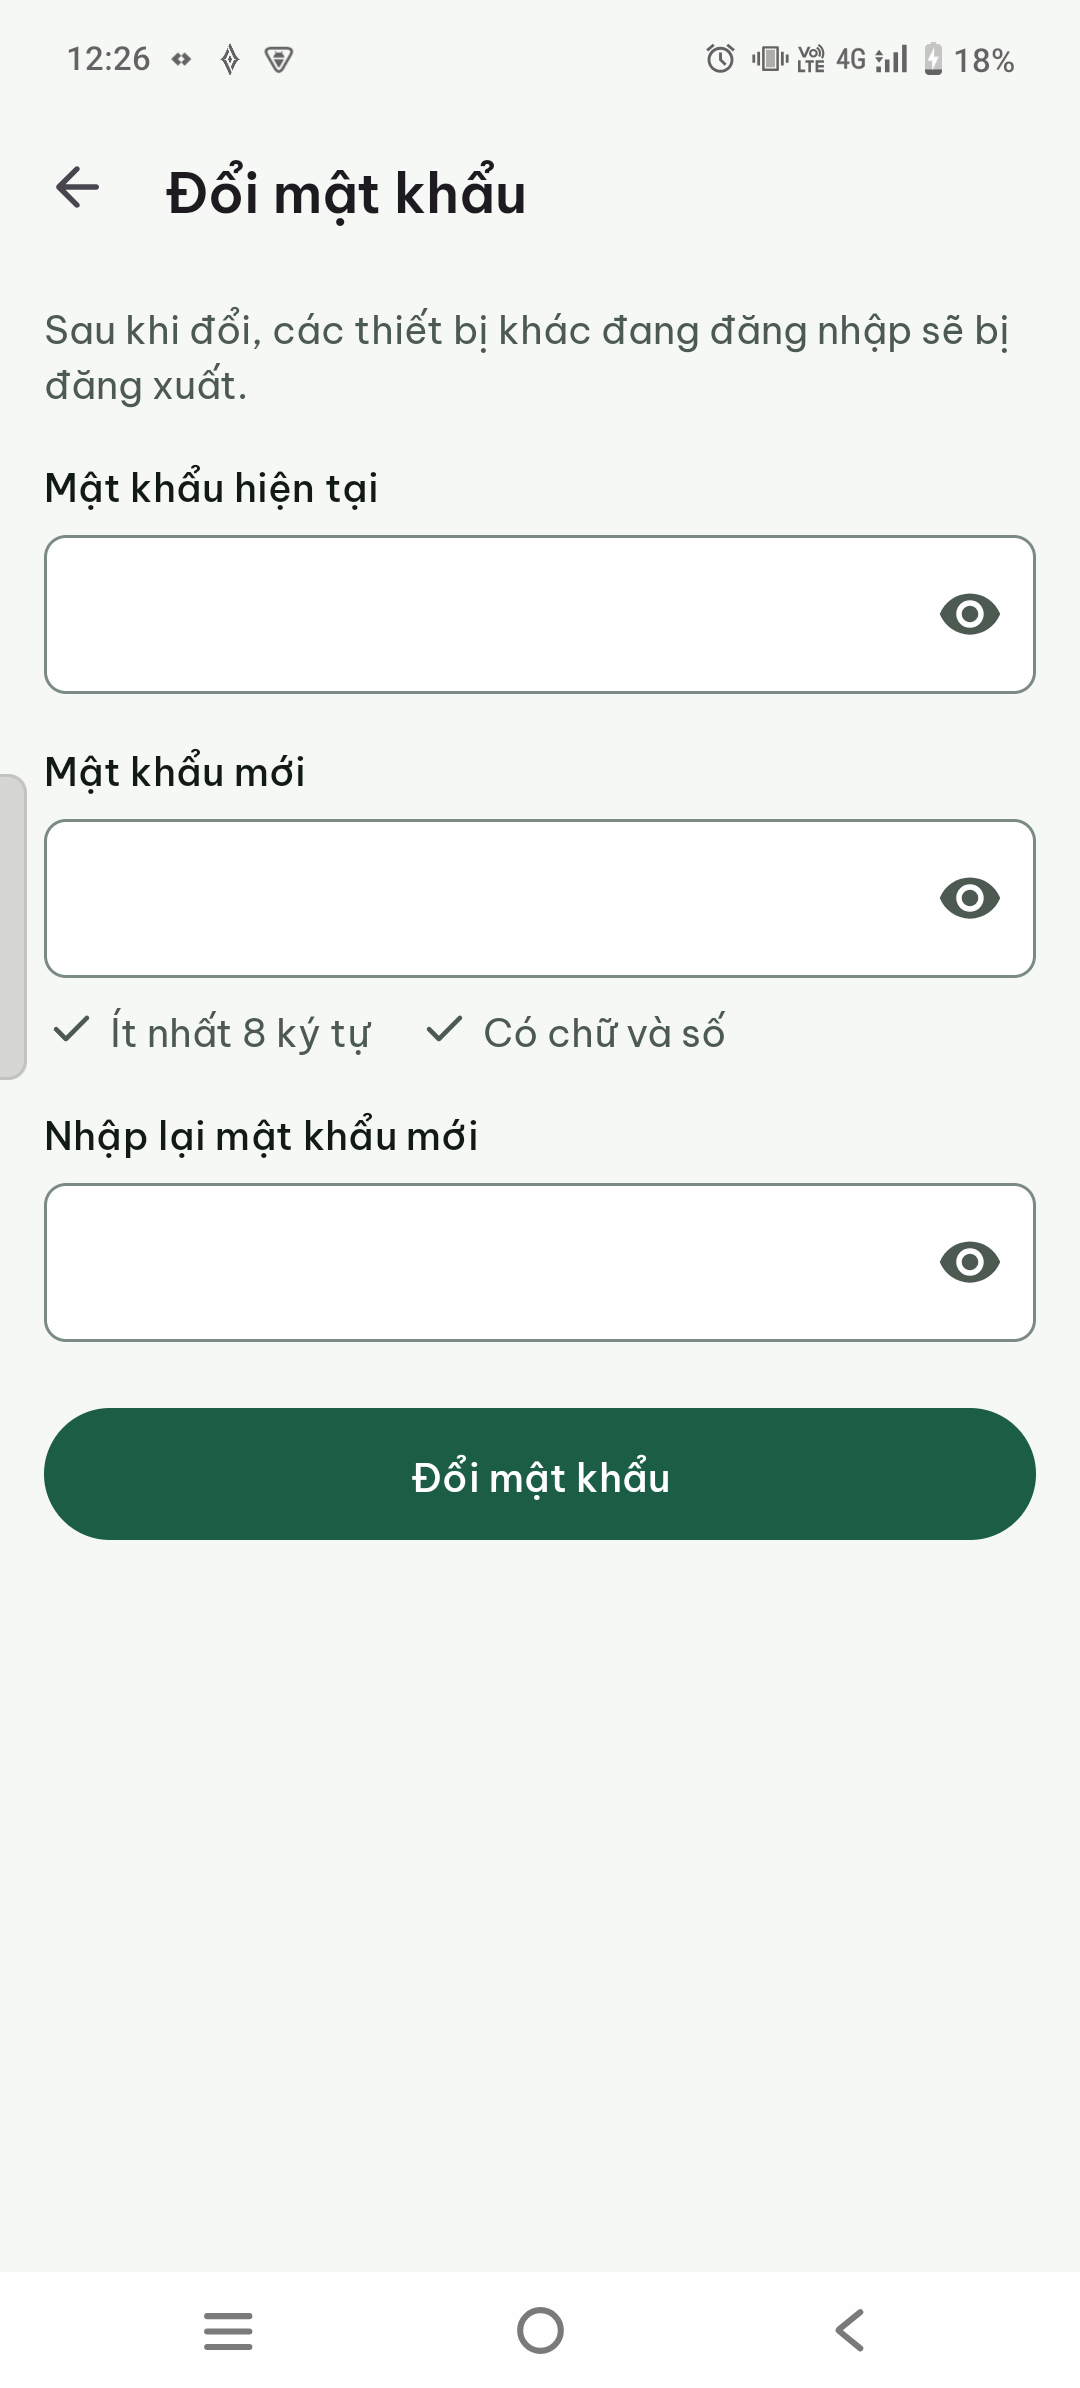 12:26
VoLTE 4G 18%
Đổi mật khẩu
Sau khi đổi, các thiết bị khác đang đăng nhập sẽ bị
đăng xuất.
Mật khẩu hiện tại
Mật khẩu mới
Ít nhất 8 ký tự Có chữ và số
Nhập lại mật khẩu mới
Đổi mật khẩu